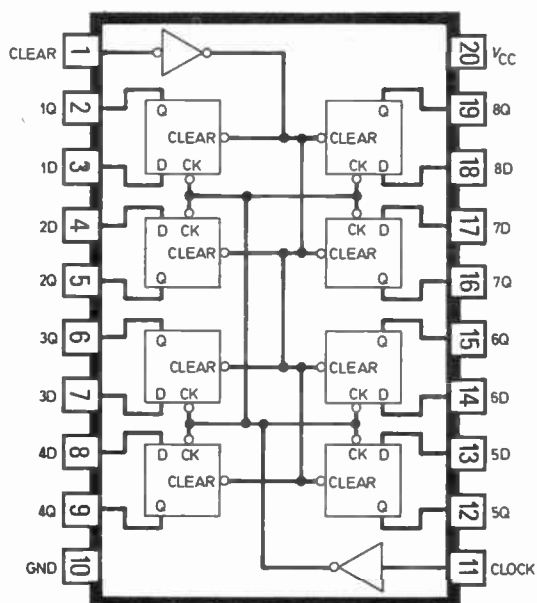 CLEAR 1 20 VCC
1Q 2 Q Q 19 8Q
CLEAR CLEAR
1D 3 D CK CK D 18 8D
2D 4 D CK CK D 17 7D
CLEAR CLEAR
2Q 5 Q Q 16 7Q
3Q 6 Q Q 15 6Q
CLEAR CLEAR
3D 7 D CK CK D 14 6D
4D 8 D CK CK D 13 5D
CLEAR CLEAR
4Q 9 Q Q 12 5Q
GND 10 11 CLOCK